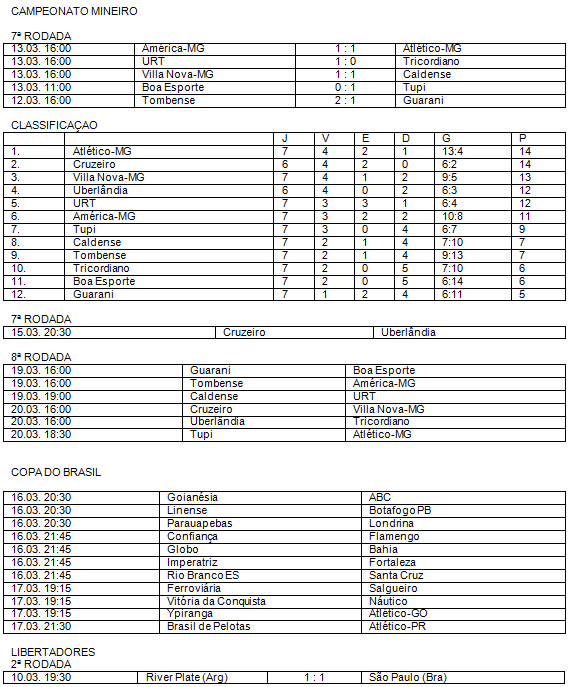 CAMPEONATO MINEIRO
7ª RODADA
13.03. 16:00 América-MG 1 : 1 Atlético-MG
13.03. 16:00 URT 1 : 0 Tricordiano
13.03. 16:00 Villa Nova-MG 1 : 1 Caldense
13.03. 11:00 Boa Esporte 0 : 1 Tupi
12.03. 16:00 Tombense 2 : 1 Guarani
CLASSIFICAÇAO
J V E D G P
1. Atlético-MG 7 4 2 1 13:4 14
2. Cruzeiro 6 4 2 0 6:2 14
3. Villa Nova-MG 7 4 1 2 9:5 13
4. Uberlândia 6 4 0 2 6:3 12
5. URT 7 3 3 1 6:4 12
6. América-MG 7 3 2 2 10:8 11
7. Tupi 7 3 0 4 6:7 9
8. Caldense 7 2 1 4 7:10 7
9. Tombense 7 2 1 4 9:13 7
10. Tricordiano 7 2 0 5 7:10 6
11. Boa Esporte 7 2 0 5 6:14 6
12. Guarani 7 1 2 4 6:11 5
7ª RODADA
15.03. 20:30 Cruzeiro Uberlândia
8ª RODADA
19.03. 16:00 Guarani Boa Esporte
19.03. 16:00 Tombense América-MG
19.03. 19:00 Caldense URT
20.03. 16:00 Cruzeiro Villa Nova-MG
20.03. 16:00 Uberlândia Tricordiano
20.03. 18:30 Tupi Atlético-MG
COPA DO BRASIL
16.03. 20:30 Goianésia ABC
16.03. 20:30 Linense Botafogo PB
16.03. 20:30 Parauapebas Londrina
16.03. 21:45 Confiança Flamengo
16.03. 21:45 Globo Bahia
16.03. 21:45 Imperatriz Fortaleza
16.03. 21:45 Rio Branco ES Santa Cruz
17.03. 19:15 Ferroviária Salgueiro
17.03. 19:15 Vitória da Conquista Náutico
17.03. 19:15 Ypiranga Atlético-GO
17.03. 21:30 Brasil de Pelotas Atlético-PR
LIBERTADORES
2ª RODADA
10.03. 19:30 River Plate (Arg) 1 : 1 São Paulo (Bra)